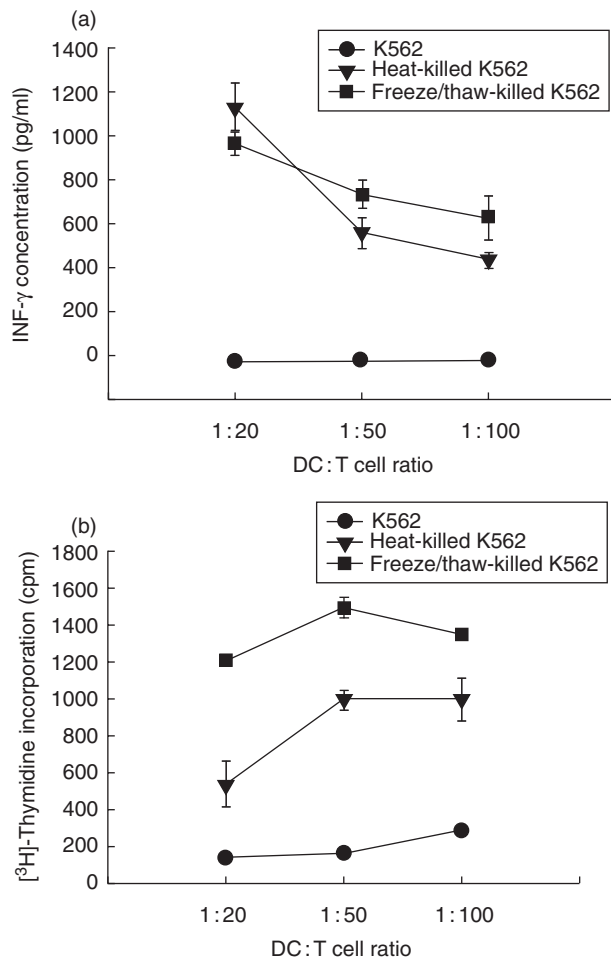 (a)
K562
Heat-killed K562
Freeze/thaw-killed K562
1400
1200
1000
800
600
400
200
0
INF-γ concentration (pg/ml)
1 : 20 1 : 50 1 : 100
DC : T cell ratio
(b)
K562
Heat-killed K562
Freeze/thaw-killed K562
1800
1600
1400
1200
1000
800
600
400
200
0
[³H]-Thymidine incorporation (cpm)
1 : 20 1 : 50 1 : 100
DC : T cell ratio